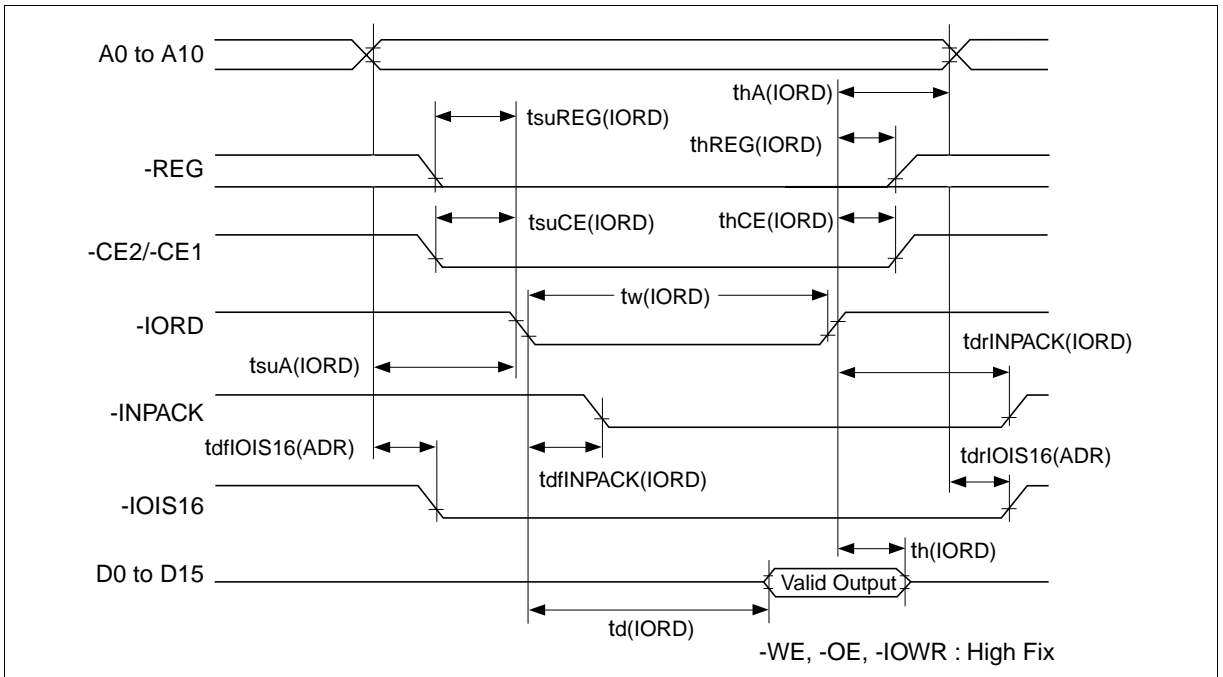 A0 to A10
thA(IORD)
tsuREG(IORD)
thREG(IORD)
-REG
tsuCE(IORD)
thCE(IORD)
-CE2/-CE1
tw(IORD)
-IORD
tdrINPACK(IORD)
tsuA(IORD)
-INPACK
tdfIOIS16(ADR)
tdrIOIS16(ADR)
tdfINPACK(IORD)
-IOIS16
th(IORD)
D0 to D15
Valid Output
td(IORD)
-WE, -OE, -IOWR : High Fix